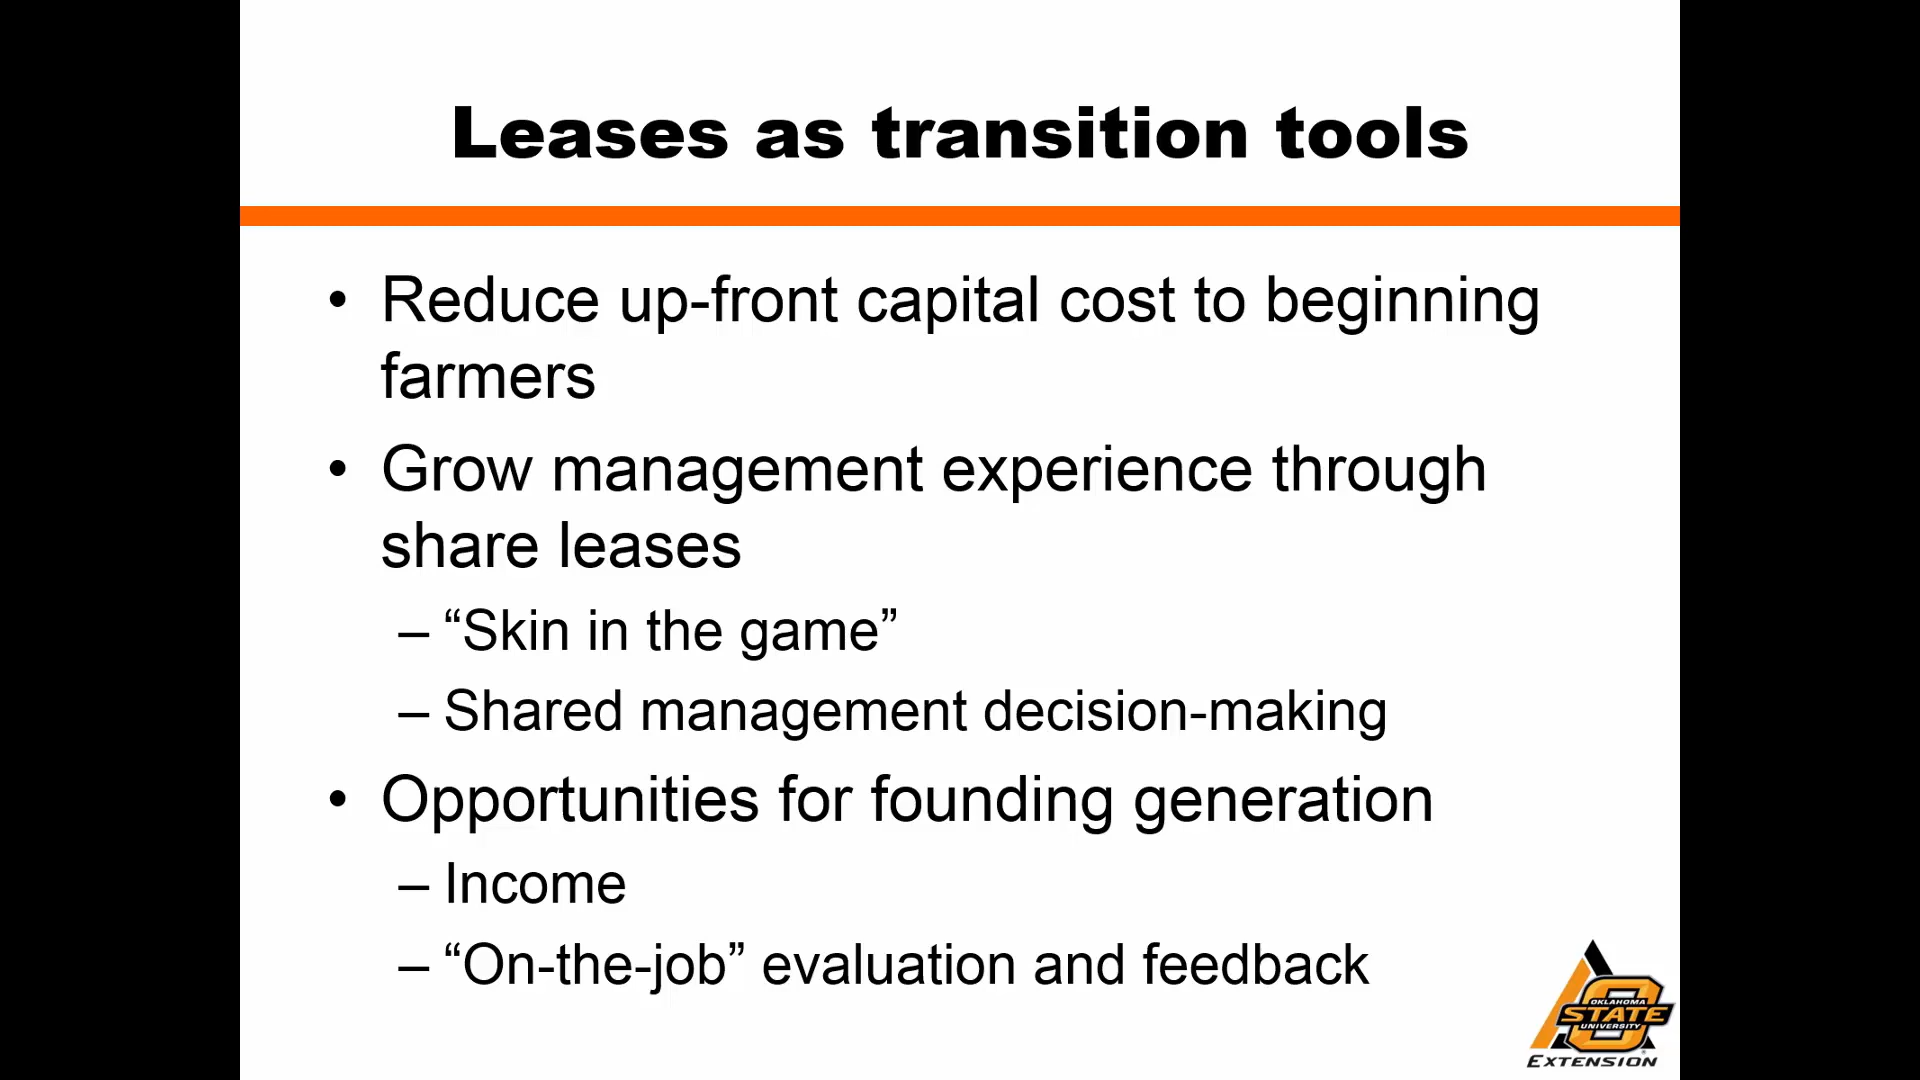 Leases as transition tools
• Reduce up-front capital cost to beginning
farmers
• Grow management experience through
share leases
– “Skin in the game”
– Shared management decision-making
• Opportunities for founding generation
– Income
– “On-the-job” evaluation and feedback
OKLAHOMA
STATE
UNIVERSITY
EXTENSION